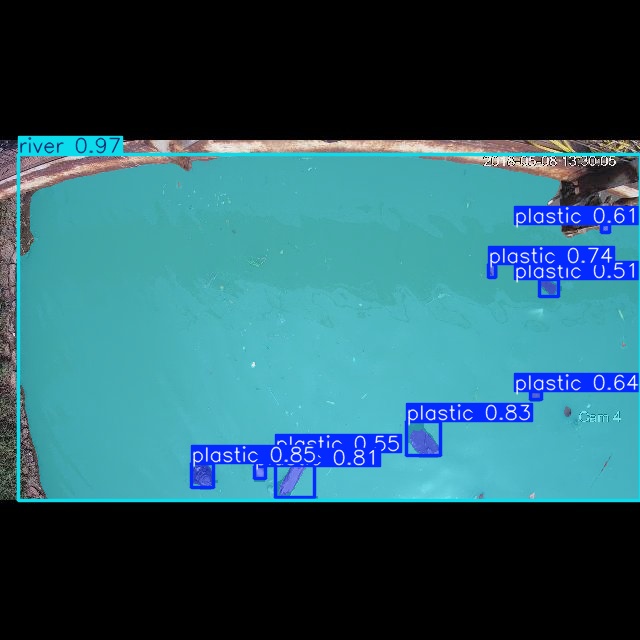 river 0.97
2018-05-08 13:30:05
plastic 0.61
plastic 0.74
plastic 0.51
plastic 0.64
Cam 4
plastic 0.83
plastic 0.55
plastic 0.85
0.81